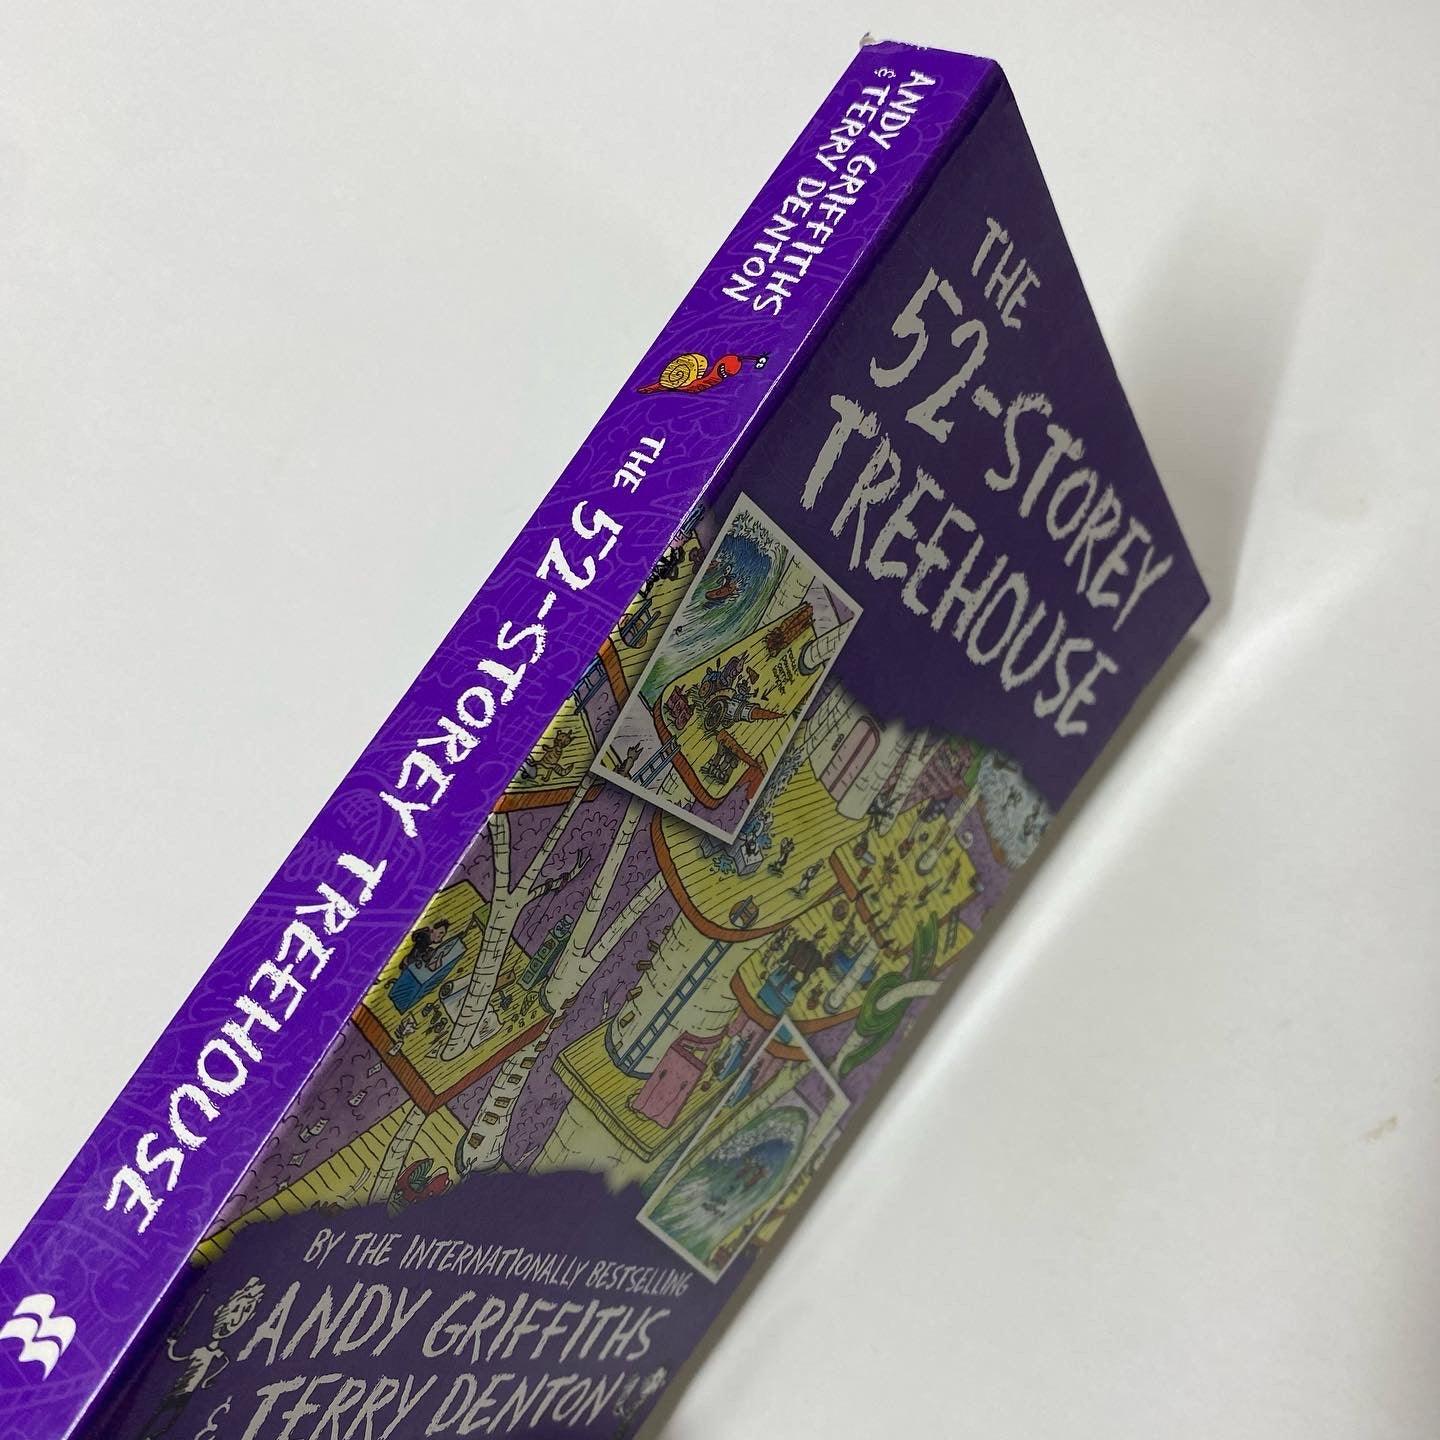 ANDY GRIFFITHS
& TERRY DENTON
THE 52-STOREY TREEHOUSE
THE
52-STOREY
TREEHOUSE
BY THE INTERNATIONALLY BESTSELLING
ANDY GRIFFITHS
& TERRY DENTON